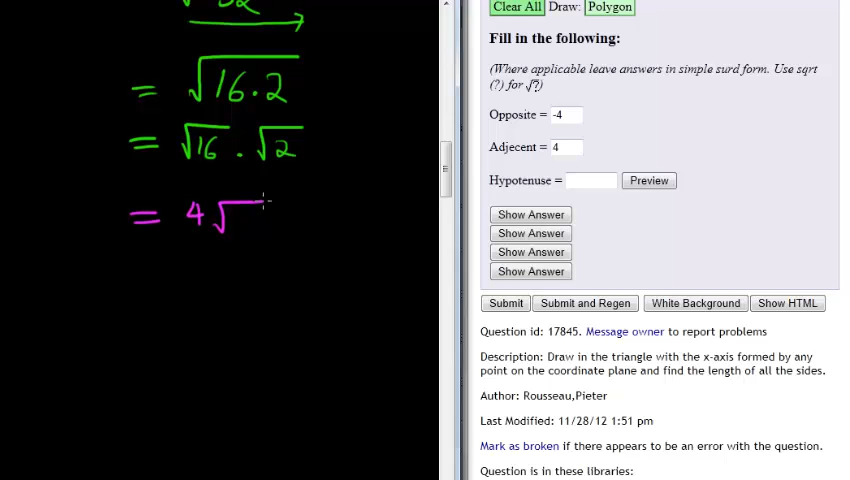 √32
= √16·2
= √16 · √2
= 4√
Clear All Draw: Polygon
Fill in the following:
(Where applicable leave answers in simple surd form. Use sqrt
(?) for √?)
Opposite = -4
Adjecent = 4
Hypotenuse = Preview
Show Answer
Show Answer
Show Answer
Show Answer
Submit Submit and Regen White Background Show HTML
Question id: 17845. Message owner to report problems
Description: Draw in the triangle with the x-axis formed by any
point on the coordinate plane and find the length of all the sides.
Author: Rousseau,Pieter
Last Modified: 11/28/12 1:51 pm
Mark as broken if there appears to be an error with the question.
Question is in these libraries: